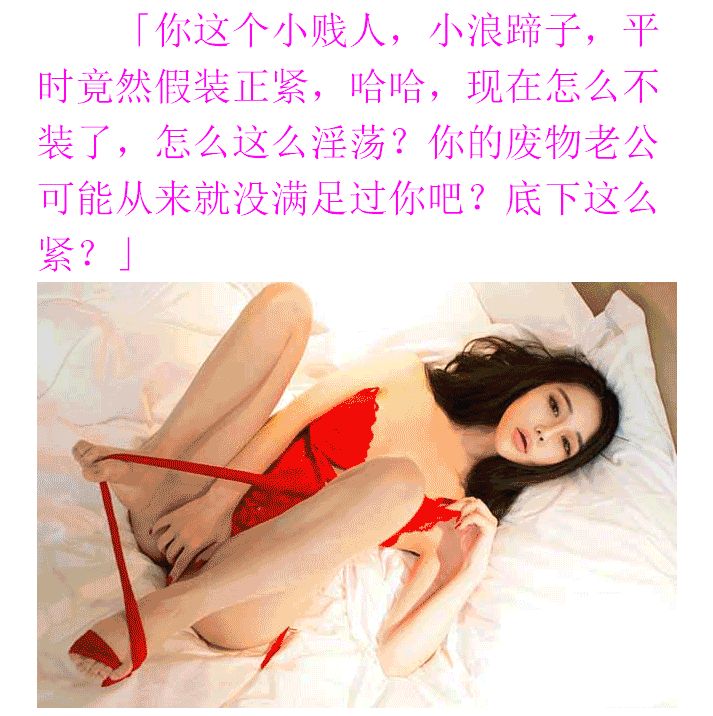 「你这个小贱人，小浪蹄子，平
时竟然假装正紧，哈哈，现在怎么不
装了，怎么这么淫荡？你的废物老公
可能从来就没满足过你吧？底下这么
紧？」